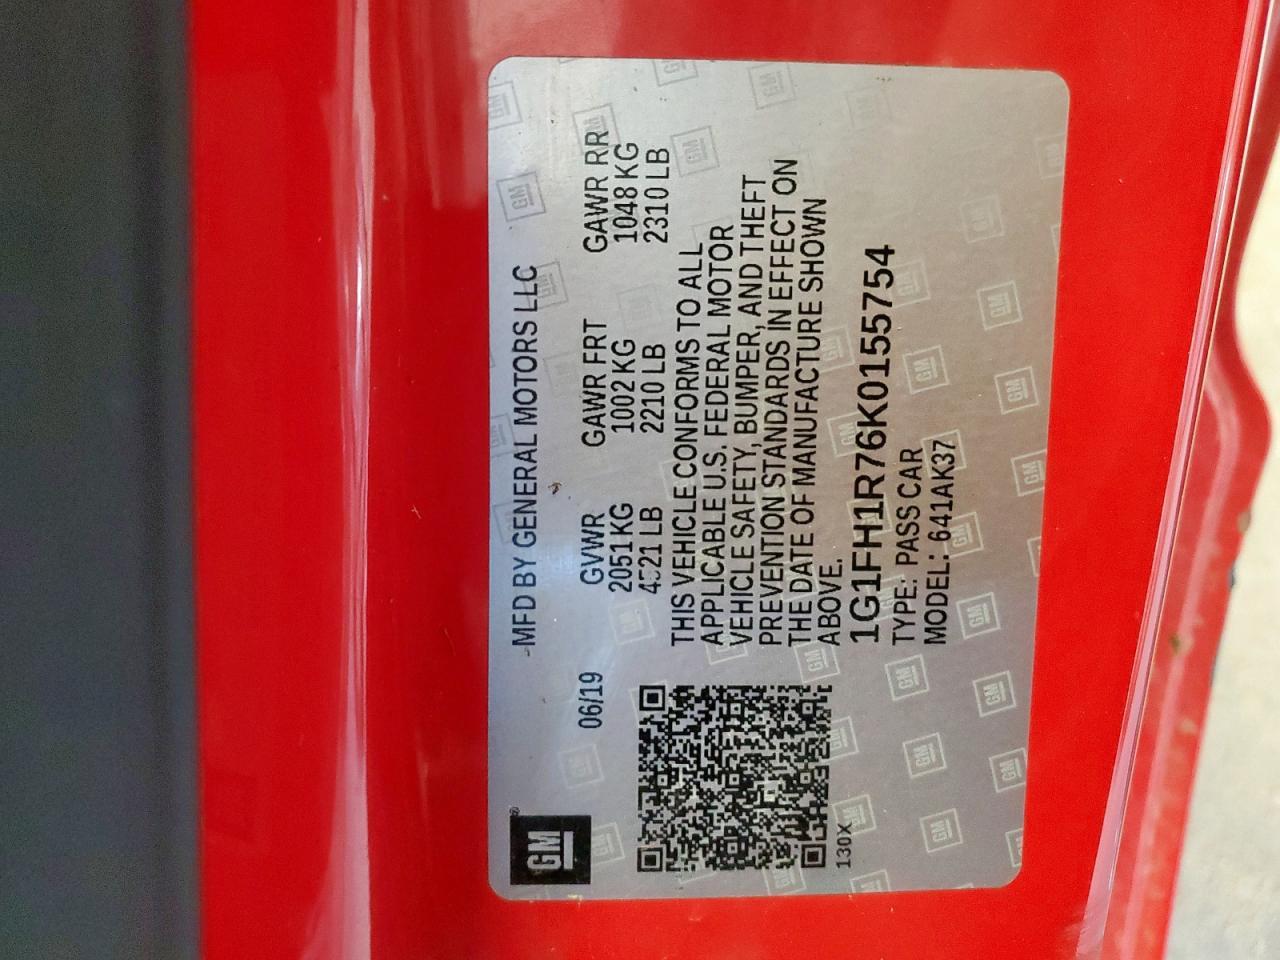 GM
MFD BY GENERAL MOTORS LLC
06/19 GVWR GAWR FRT GAWR RR
2051KG 1002 KG 1048 KG
4521 LB 2210 LB 2310 LB
THIS VEHICLE CONFORMS TO ALL
APPLICABLE U.S. FEDERAL MOTOR
VEHICLE SAFETY, BUMPER, AND THEFT
PREVENTION STANDARDS IN EFFECT ON
THE DATE OF MANUFACTURE SHOWN
ABOVE.
1G1FH1R76K0155754
TYPE: PASS CAR
MODEL: 641AK37
130X